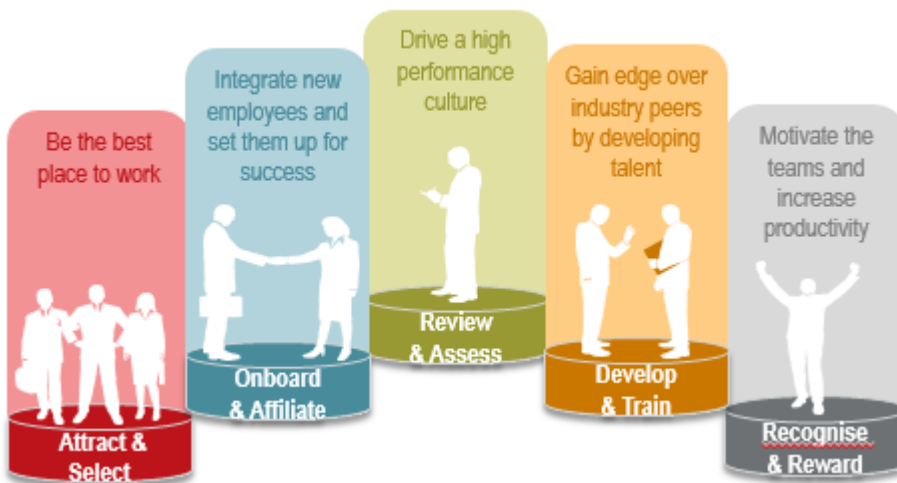 Be the best
place to work
Attract &
Select
Integrate new
employees and
set them up for
success
Onboard
& Affiliate
Drive a high
performance
culture
Review
& Assess
Gain edge over
industry peers
by developing
talent
Develop
& Train
Motivate the
teams and
increase
productivity
Recognise
& Reward